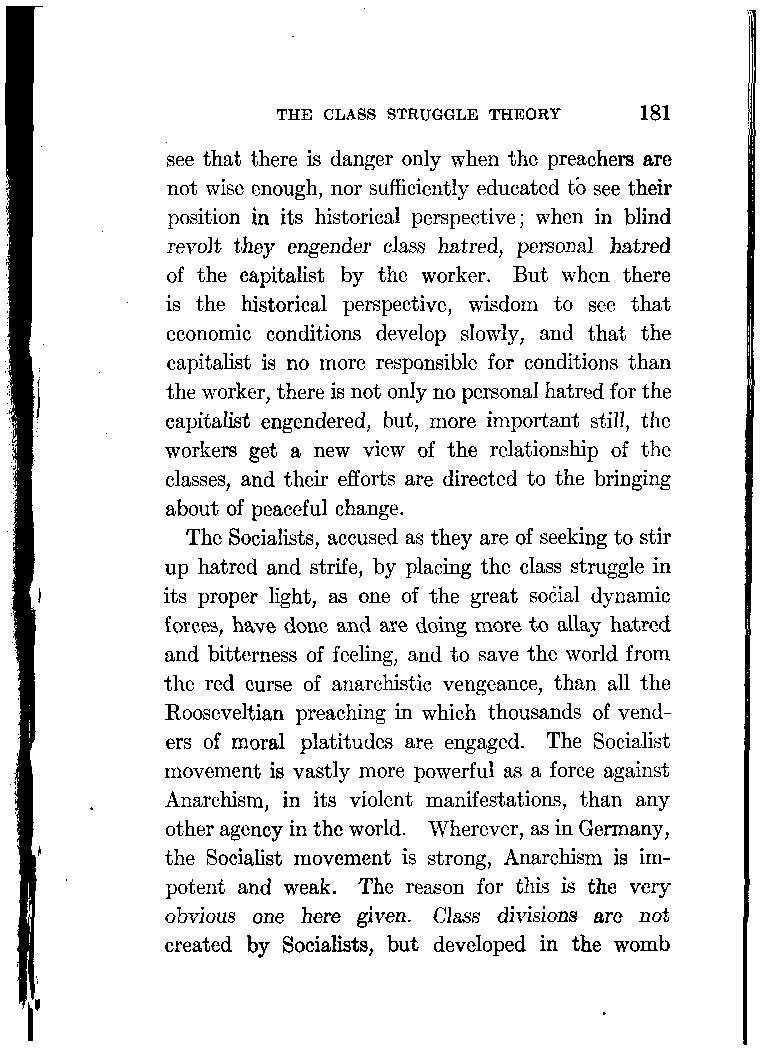 THE CLASS STRUGGLE THEORY 181
see that there is danger only when the preachers are
not wise enough, nor sufficiently educated to see their
position in its historical perspective; when in blind
revolt they engender class hatred, personal hatred
of the capitalist by the worker. But when there
is the historical perspective, wisdom to see that
economic conditions develop slowly, and that the
capitalist is no more responsible for conditions than
the worker, there is not only no personal hatred for the
capitalist engendered, but, more important still, the
workers get a new view of the relationship of the
classes, and their efforts are directed to the bringing
about of peaceful change.
The Socialists, accused as they are of seeking to stir
up hatred and strife, by placing the class struggle in
its proper light, as one of the great social dynamic
forces, have done and are doing more to allay hatred
and bitterness of feeling, and to save the world from
the red curse of anarchistic vengeance, than all the
Rooseveltian preaching in which thousands of vend-
ers of moral platitudes are engaged. The Socialist
movement is vastly more powerful as a force against
Anarchism, in its violent manifestations, than any
other agency in the world. Wherever, as in Germany,
the Socialist movement is strong, Anarchism is im-
potent and weak. The reason for this is the very
obvious one here given. Class divisions are not
created by Socialists, but developed in the womb